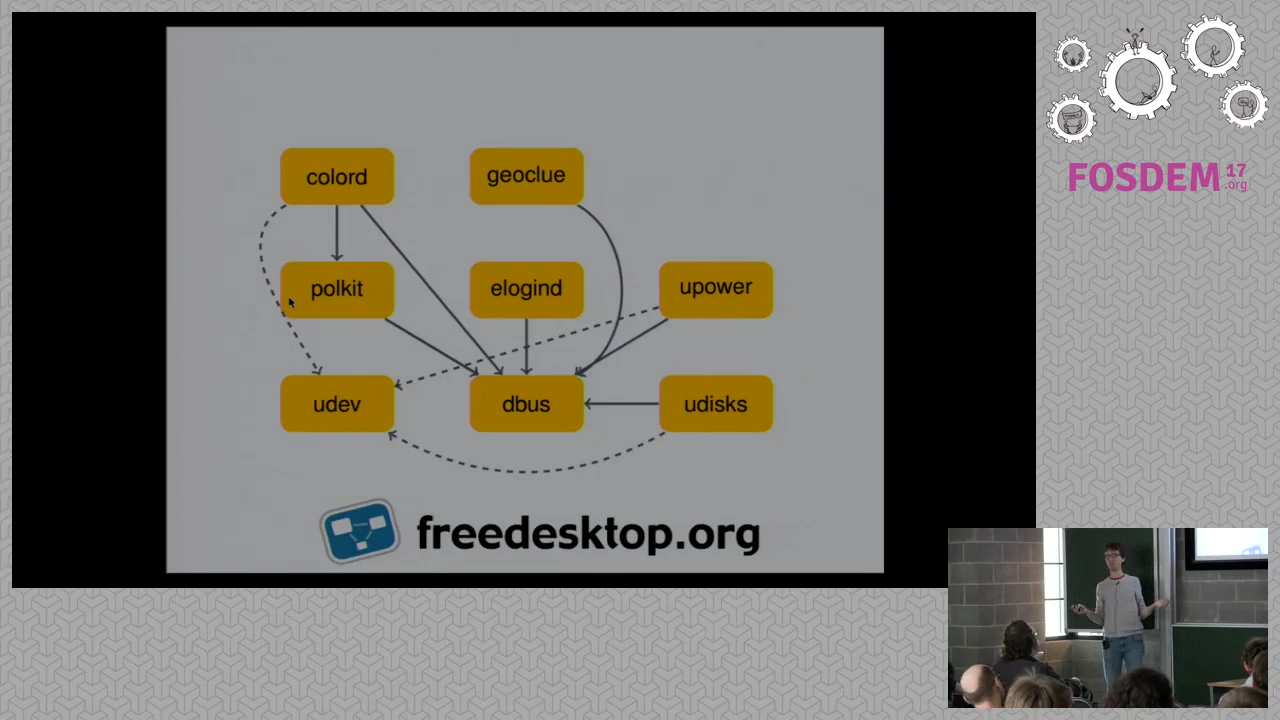 colord
geoclue
polkit
elogind
upower
udev
dbus
udisks
freedesktop.org
FOSDEM 17
.org